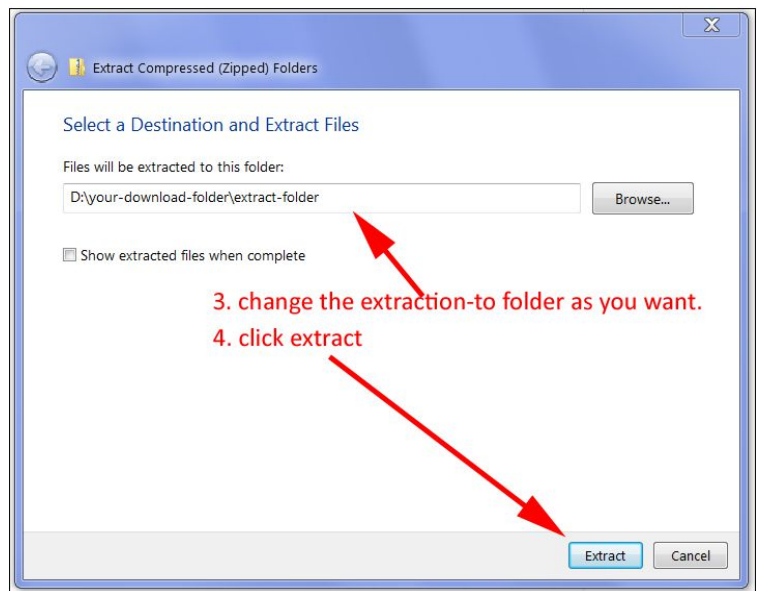 Extract Compressed (Zipped) Folders
Select a Destination and Extract Files
Files will be extracted to this folder:
D:\your-download-folder\extract-folder
Browse...
Show extracted files when complete
3. change the extraction-to folder as you want.
4. click extract
Extract
Cancel